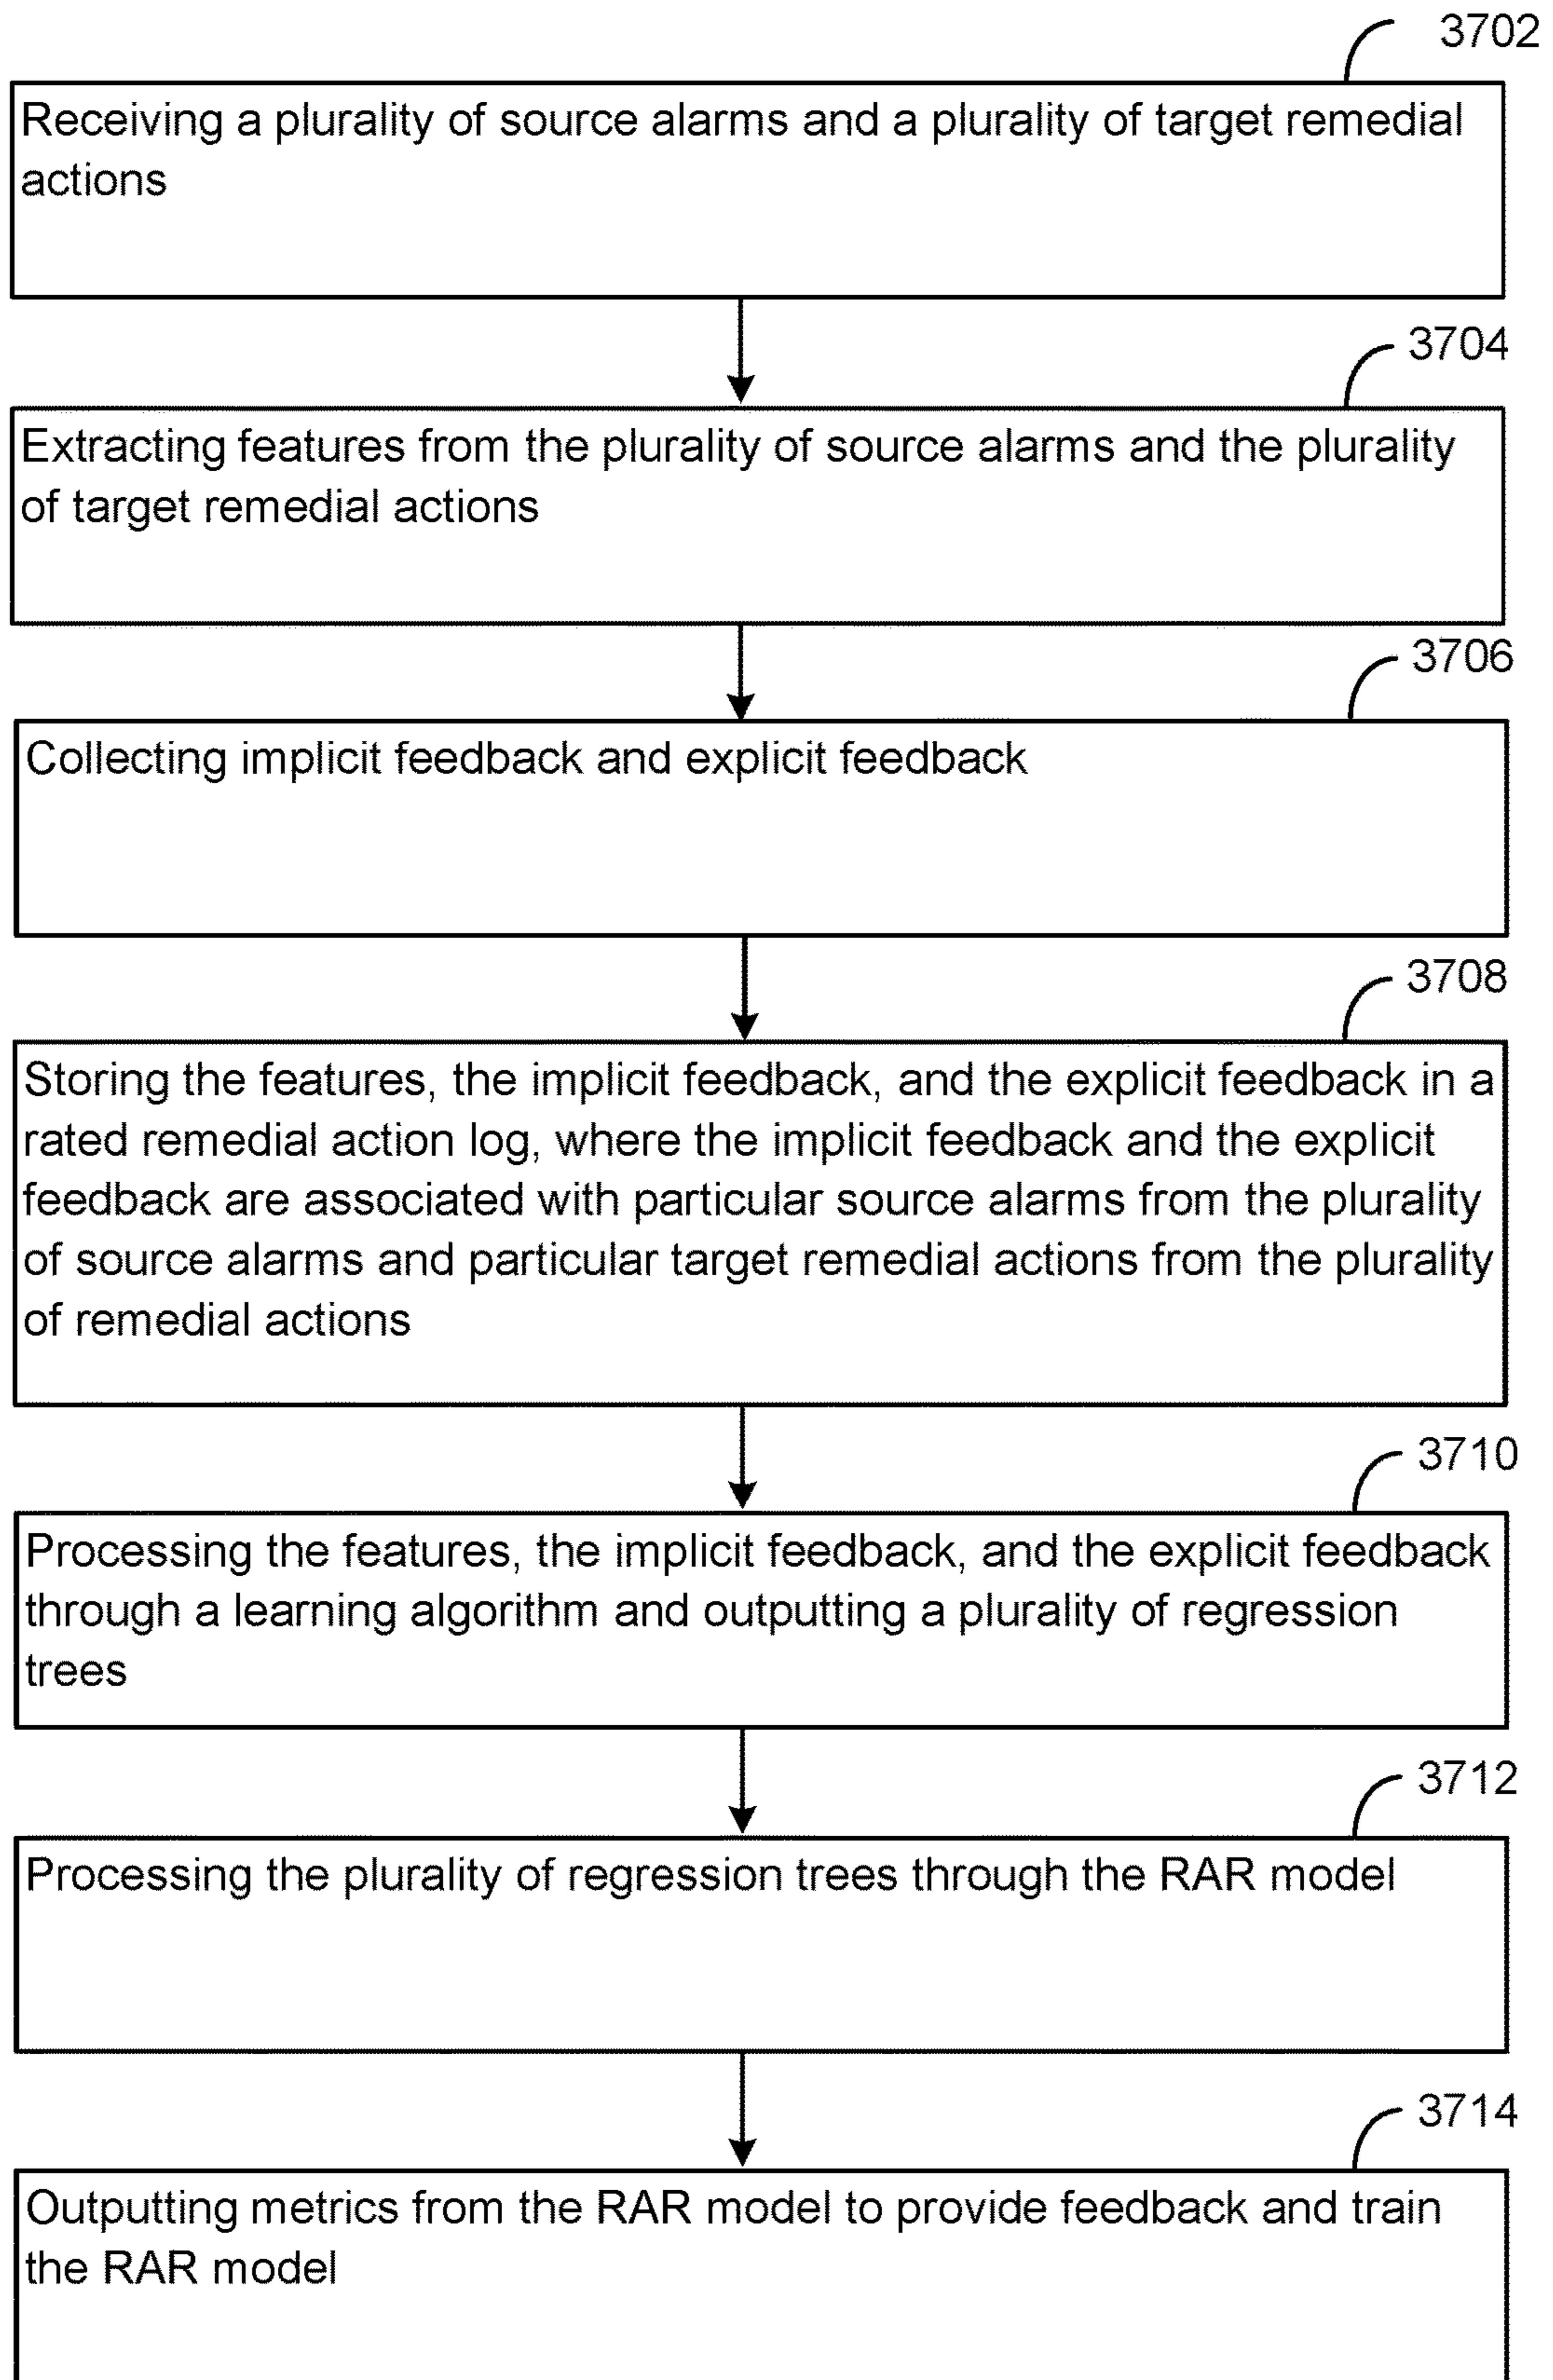 3702
Receiving a plurality of source alarms and a plurality of target remedial
actions
3704
Extracting features from the plurality of source alarms and the plurality
of target remedial actions
3706
Collecting implicit feedback and explicit feedback
3708
Storing the features, the implicit feedback, and the explicit feedback in a
rated remedial action log, where the implicit feedback and the explicit
feedback are associated with particular source alarms from the plurality
of source alarms and particular target remedial actions from the plurality
of remedial actions
3710
Processing the features, the implicit feedback, and the explicit feedback
through a learning algorithm and outputting a plurality of regression
trees
3712
Processing the plurality of regression trees through the RAR model
3714
Outputting metrics from the RAR model to provide feedback and train
the RAR model